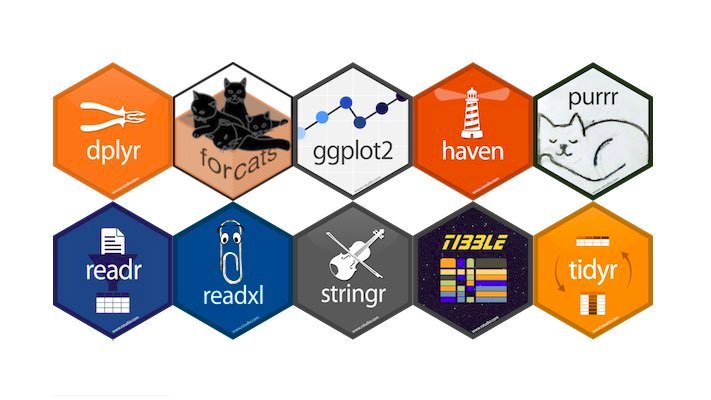 dplyr
forcats
ggplot2
haven
purrr
readr
readxl
stringr
TIBBLE
tidyr